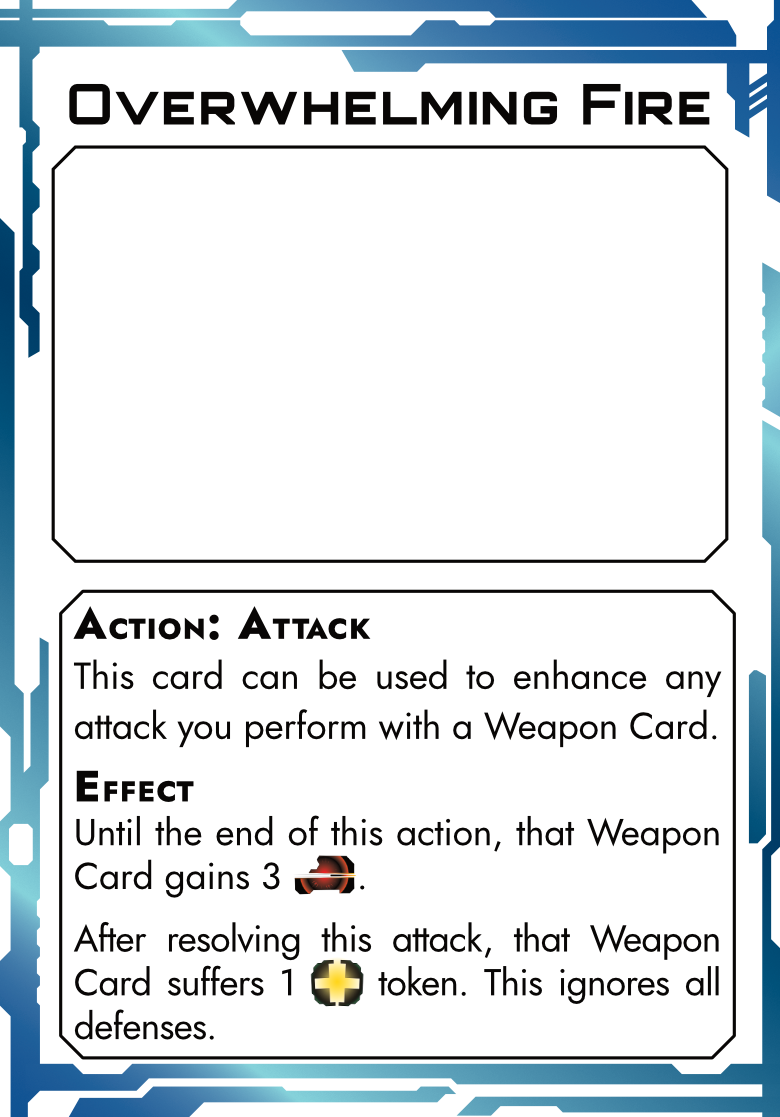 Overwhelming Fire
Action: Attack
This card can be used to enhance any
attack you perform with a Weapon Card.
Effect
Until the end of this action, that Weapon
Card gains 3 .
After resolving this attack, that Weapon
Card suffers 1 token. This ignores all
defenses.